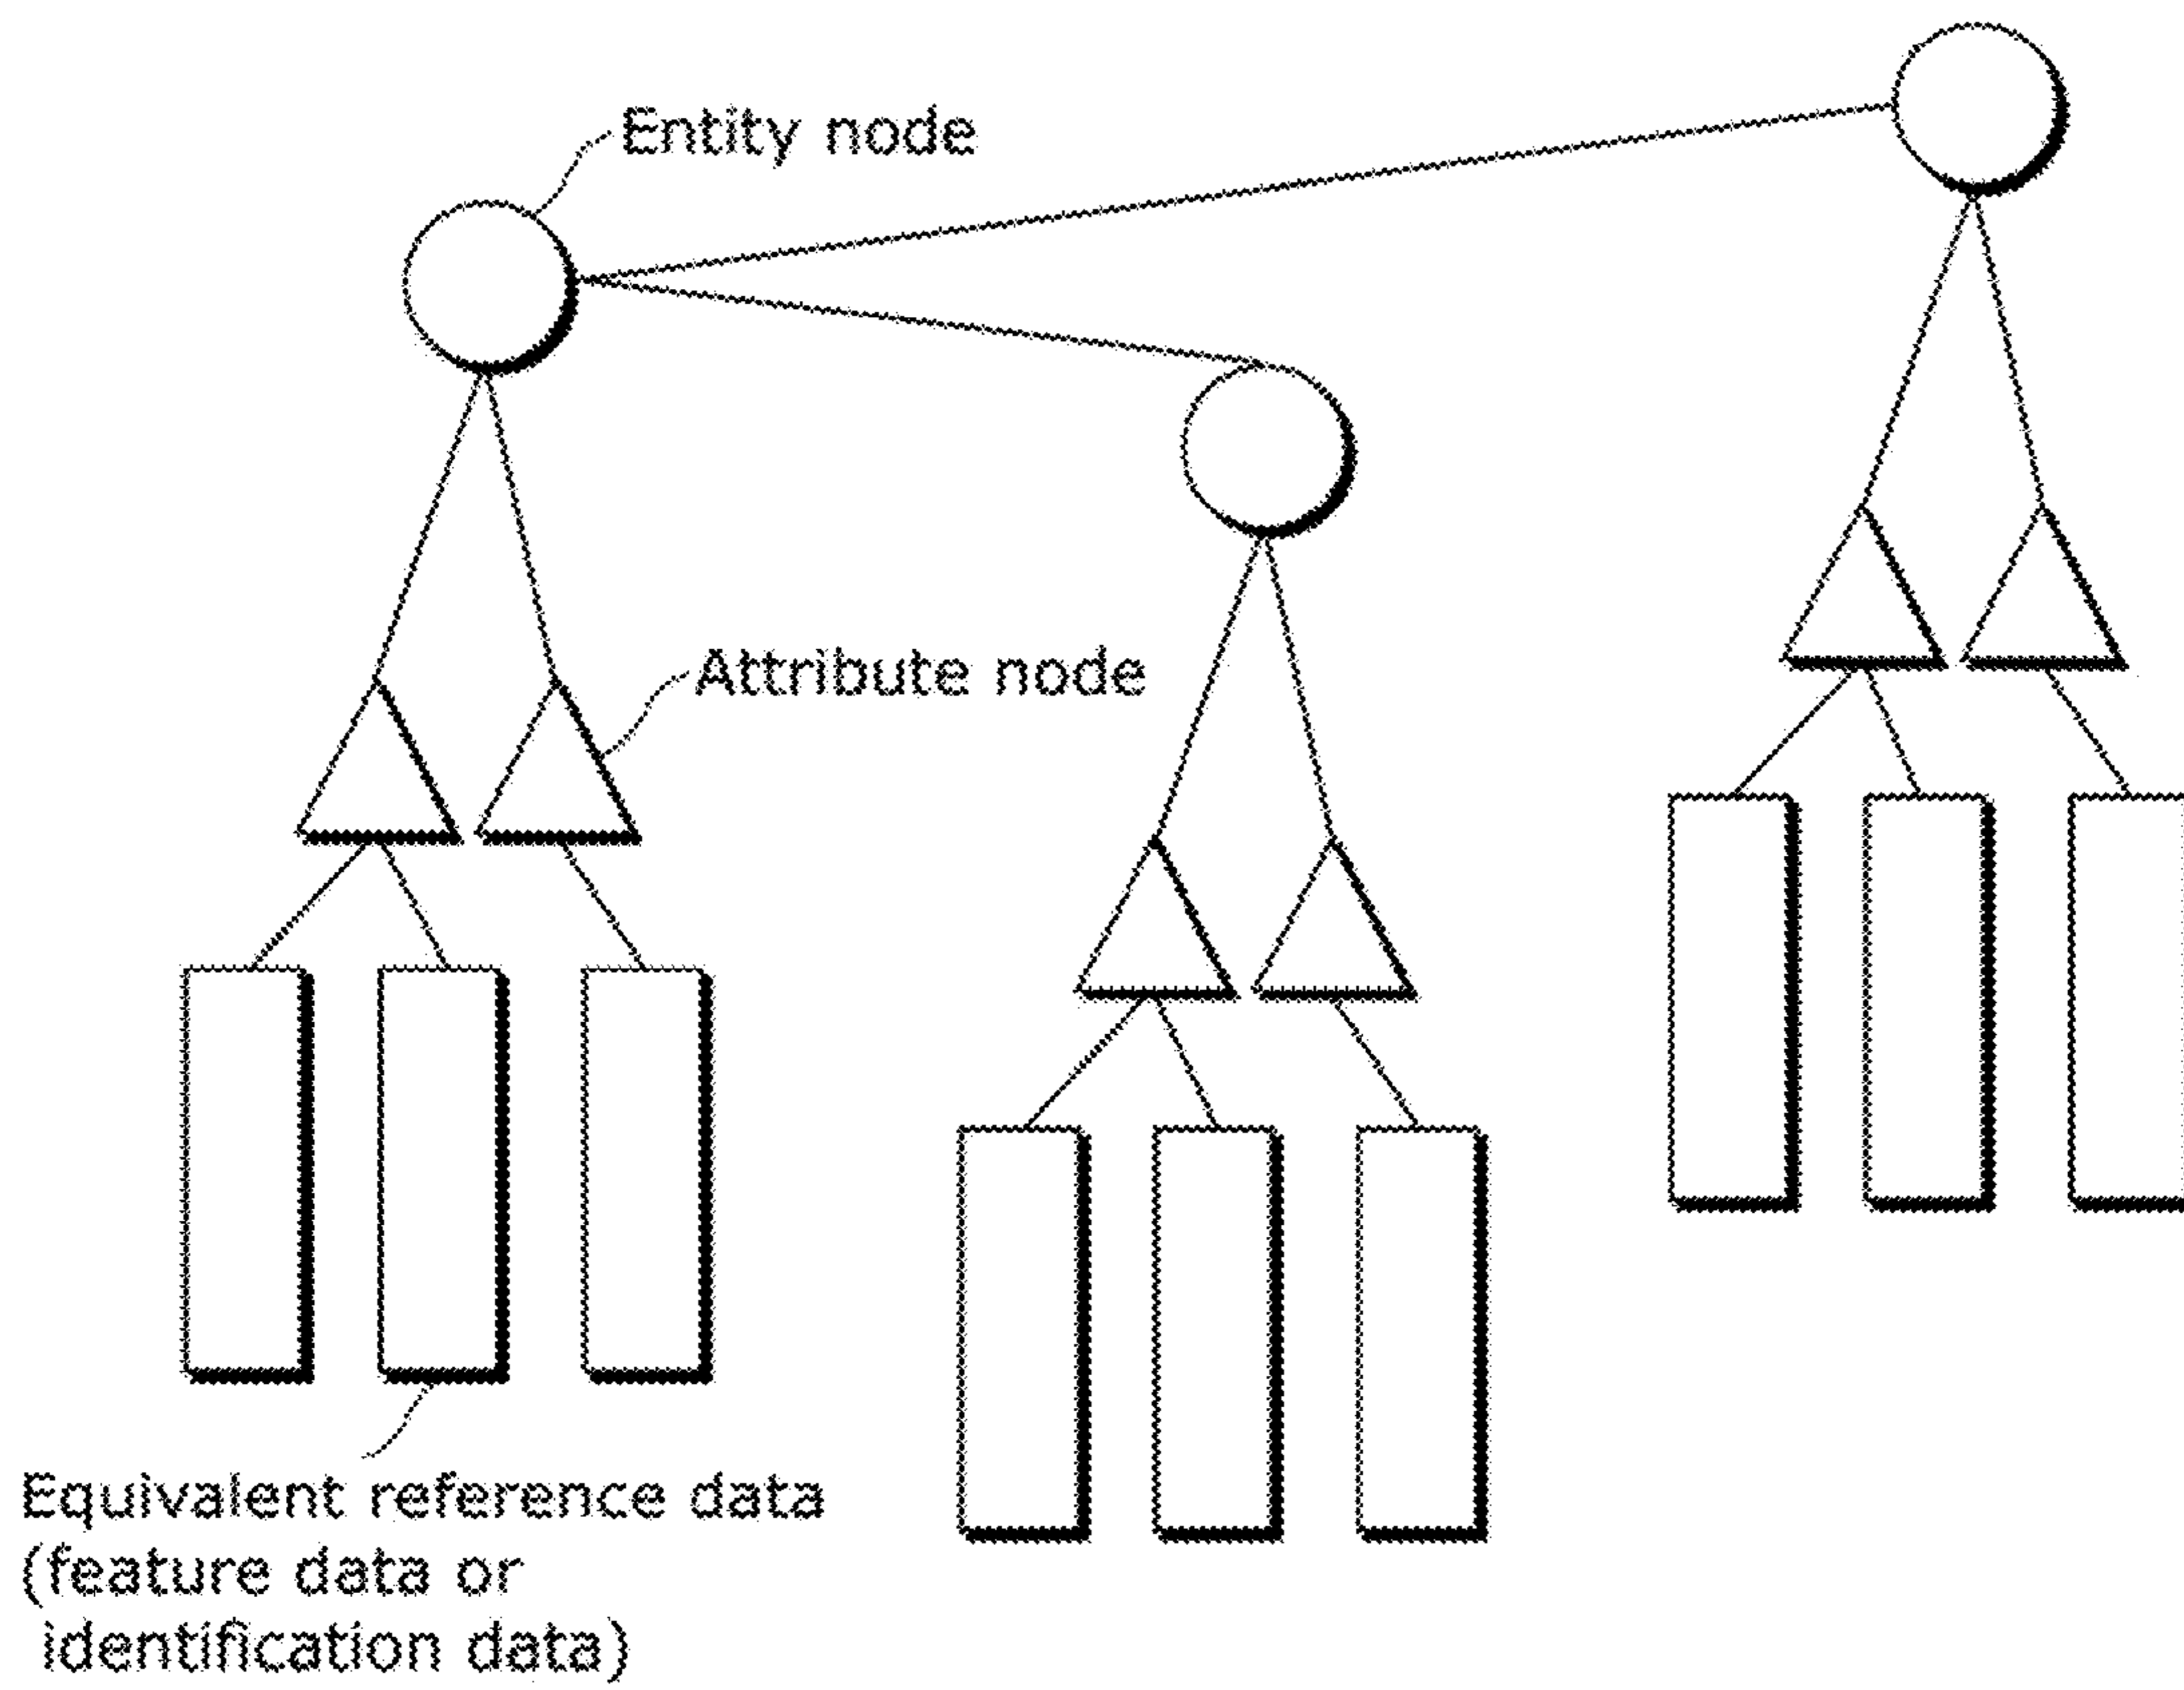 Entity node
Attribute node
Equivalent reference data
(feature data or
identification data)